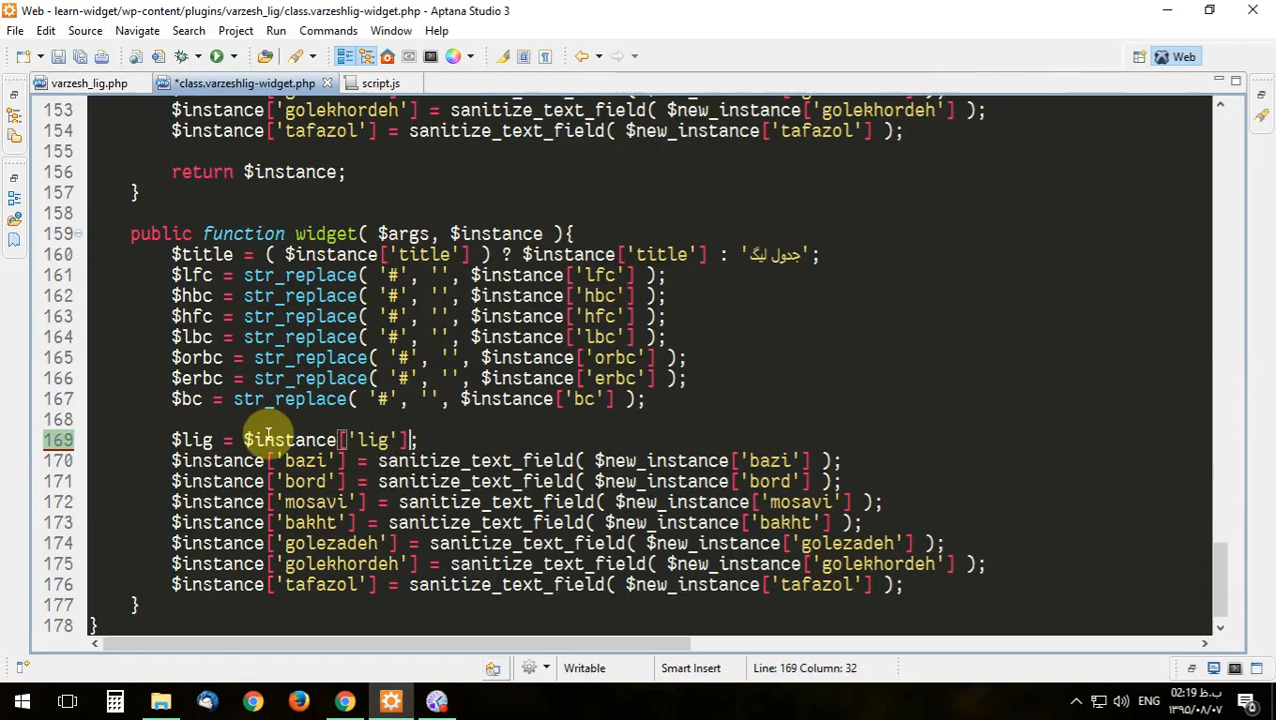 Web - learn-widget/wp-content/plugins/varzesh_lig/class.varzeshlig-widget.php - Aptana Studio 3
File Edit Source Navigate Search Project Run Commands Window Help
Web
varzesh_lig.php *class.varzeshlig-widget.php script.js
153 $instance['golekhordeh'] = sanitize_text_field( $new_instance['golekhordeh'] );
154 $instance['tafazol'] = sanitize_text_field( $new_instance['tafazol'] );
155
156 return $instance;
157 }
158
159 public function widget( $args, $instance ){
160 $title = ( $instance['title'] ) ? $instance['title'] : 'جدول لیگ';
161 $lfc = str_replace( '#', '', $instance['lfc'] );
162 $hbc = str_replace( '#', '', $instance['hbc'] );
163 $hfc = str_replace( '#', '', $instance['hfc'] );
164 $lbc = str_replace( '#', '', $instance['lbc'] );
165 $orbc = str_replace( '#', '', $instance['orbc'] );
166 $erbc = str_replace( '#', '', $instance['erbc'] );
167 $bc = str_replace( '#', '', $instance['bc'] );
168
169 $lig = $instance['lig'];
170 $instance['bazi'] = sanitize_text_field( $new_instance['bazi'] );
171 $instance['bord'] = sanitize_text_field( $new_instance['bord'] );
172 $instance['mosavi'] = sanitize_text_field( $new_instance['mosavi'] );
173 $instance['bakht'] = sanitize_text_field( $new_instance['bakht'] );
174 $instance['golezadeh'] = sanitize_text_field( $new_instance['golezadeh'] );
175 $instance['golekhordeh'] = sanitize_text_field( $new_instance['golekhordeh'] );
176 $instance['tafazol'] = sanitize_text_field( $new_instance['tafazol'] );
177 }
178 }
Writable Smart Insert Line: 169 Column: 32
ENG 02:19 ب.ظ
۱۳۹۵/۰۸/۰۷